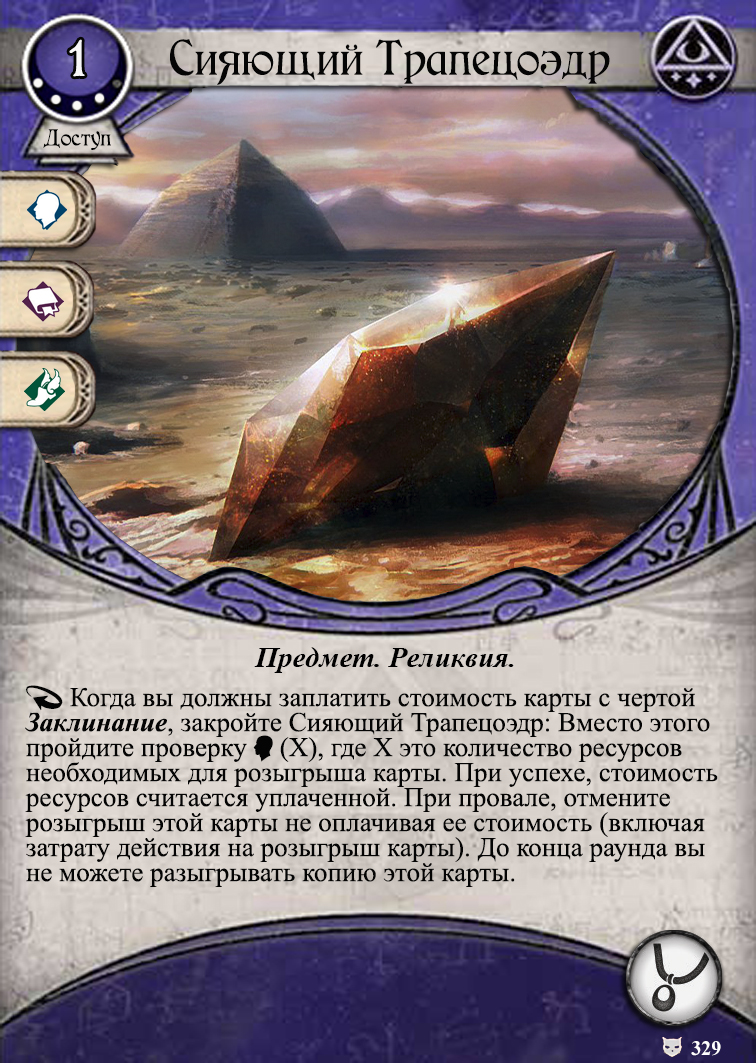 1
Сияющий Трапецоэдр
Доступ
Предмет. Реликвия.
Когда вы должны заплатить стоимость карты с чертой
Заклинание, закройте Сияющий Трапецоэдр: Вместо этого
пройдите проверку (X), где X это количество ресурсов
необходимых для розыгрыша карты. При успехе, стоимость
ресурсов считается уплаченной. При провале, отмените
розыгрыш этой карты не оплачивая ее стоимость (включая
затрату действия на розыгрыш карты). До конца раунда вы
не можете разыгрывать копию этой карты.
329